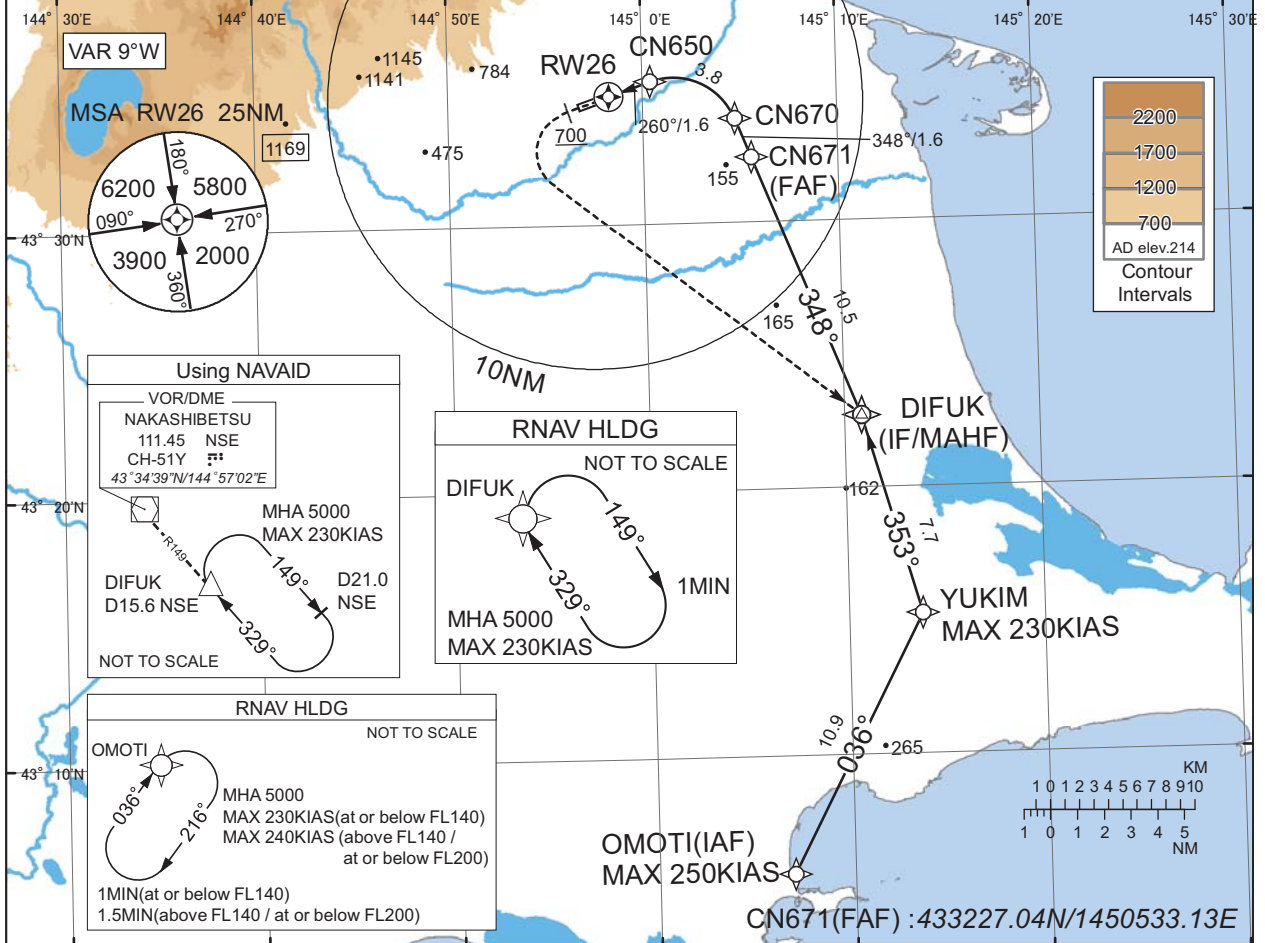 144° 30'E
144° 40'E
144° 50'E
145° 0'E
145° 10'E
145° 20'E
145° 30'E
VAR 9°W
1145
1141
784
RW26
CN650
3.8
MSA RW26 25NM
1169
475
700
260°/1.6
CN670
348°/1.6
CN671
(FAF)
155
2200
1700
1200
700
AD elev.214
Contour
Intervals
180°
6200
5800
090°
270°
3900
2000
360°
43° 30'N
165
348°
10.5
10NM
Using NAVAID
VOR/DME
NAKASHIBETSU
111.45 NSE
CH-51Y
43°34'39"N/144°57'02"E
R149
MHA 5000
MAX 230KIAS
149°
DIFUK
D15.6 NSE
D21.0
NSE
329°
NOT TO SCALE
RNAV HLDG
NOT TO SCALE
DIFUK
149°
1MIN
329°
MHA 5000
MAX 230KIAS
DIFUK
(IF/MAHF)
43° 20'N
162
353°
7.7
YUKIM
MAX 230KIAS
RNAV HLDG
NOT TO SCALE
OMOTI
036°
216°
MHA 5000
MAX 230KIAS(at or below FL140)
MAX 240KIAS (above FL140 /
at or below FL200)
1MIN(at or below FL140)
1.5MIN(above FL140 / at or below FL200)
43° 10'N
10.9
036°
265
KM
1 0 1 2 3 4 5 6 7 8 9 10
1 0 1 2 3 4 5
NM
OMOTI(IAF)
MAX 250KIAS
CN671(FAF) :433227.04N/1450533.13E